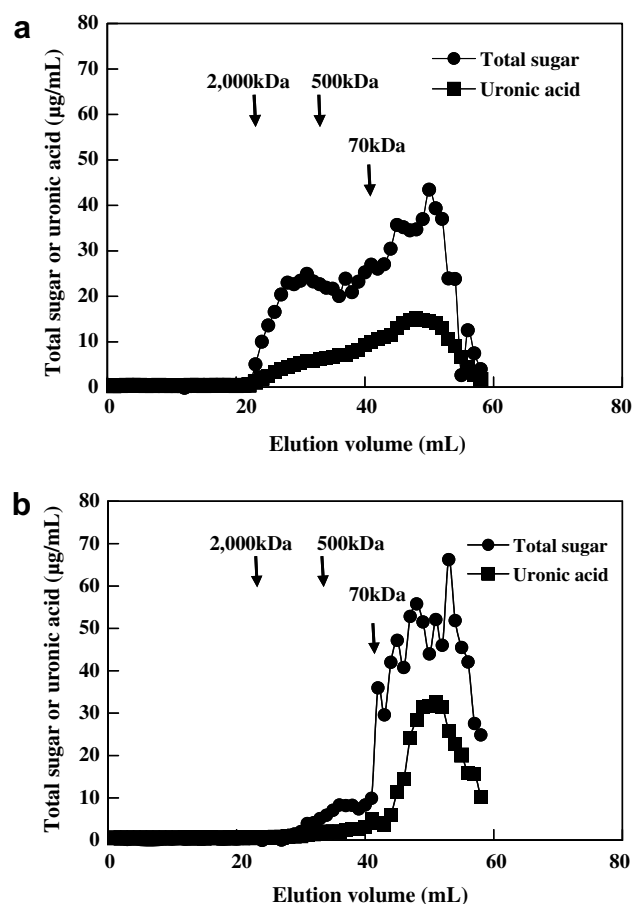 a
Total sugar or uronic acid (μg/mL)
80
70
60
50
40
30
20
10
0
Total sugar
Uronic acid
2,000kDa
500kDa
70kDa
0
20
40
60
80
Elution volume (mL)
b
Total sugar or uronic acid (μg/mL)
80
70
60
50
40
30
20
10
0
Total sugar
Uronic acid
2,000kDa
500kDa
70kDa
0
20
40
60
80
Elution volume (mL)